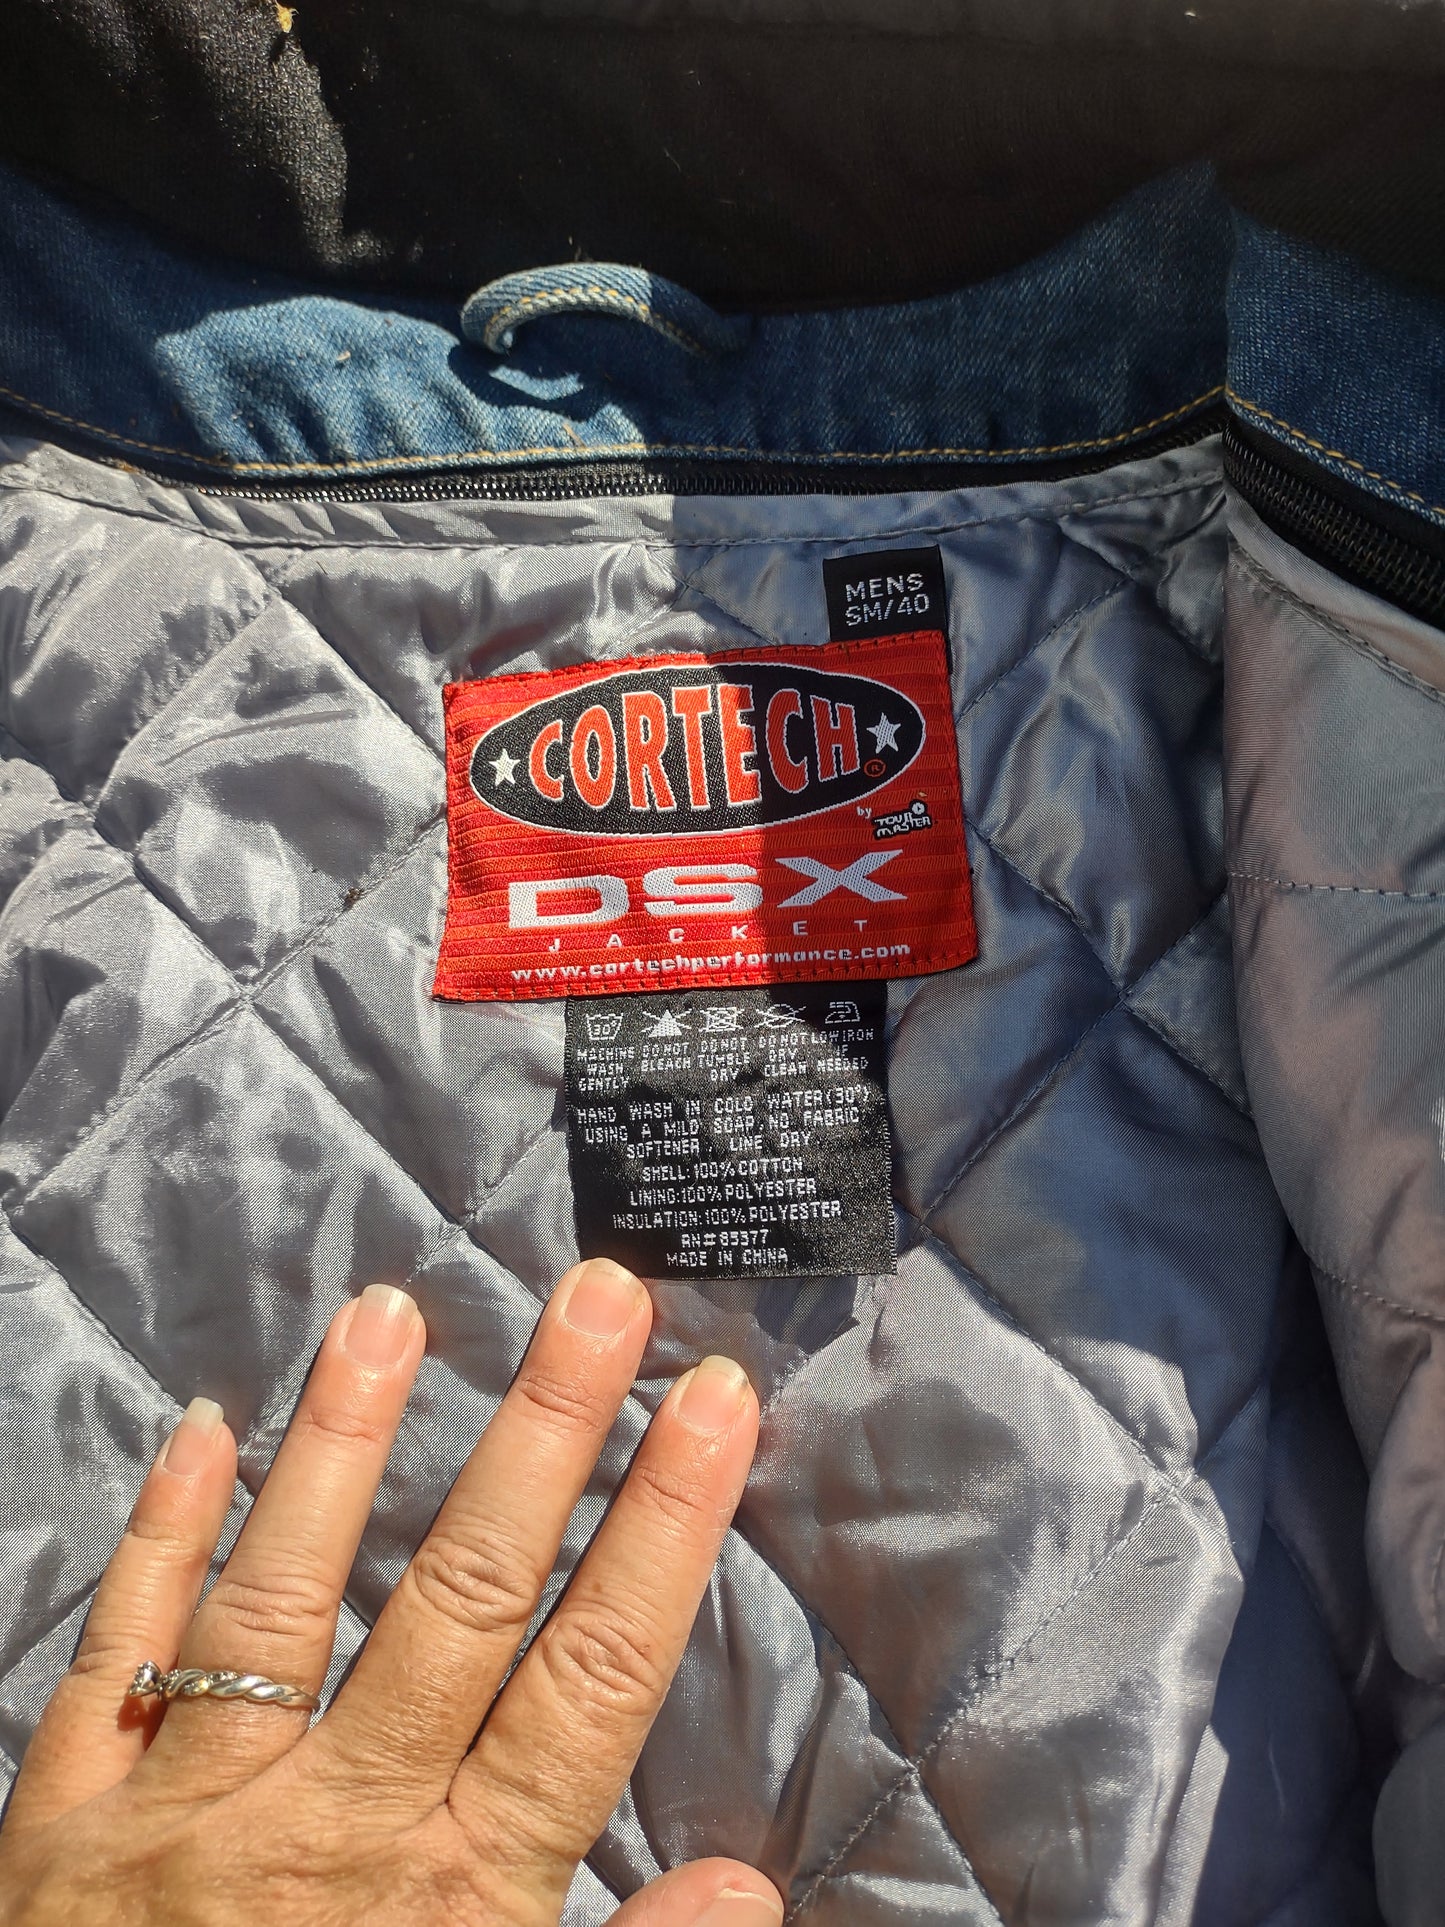 MENS
SM/40
CORTECH®
by TOUR MASTER
DSX
JACKET
www.cortechperformance.com
30°
MACHINE WASH GENTLY
DO NOT BLEACH
DO NOT TUMBLE DRY
DO NOT DRY CLEAN
LOW IRON IF NEEDED
HAND WASH IN COLD WATER(30°)
USING A MILD SOAP. NO FABRIC
SOFTENER LINE DRY
SHELL:100% COTTON
LINING:100% POLYESTER
INSULATION:100% POLYESTER
RN#85377
MADE IN CHINA